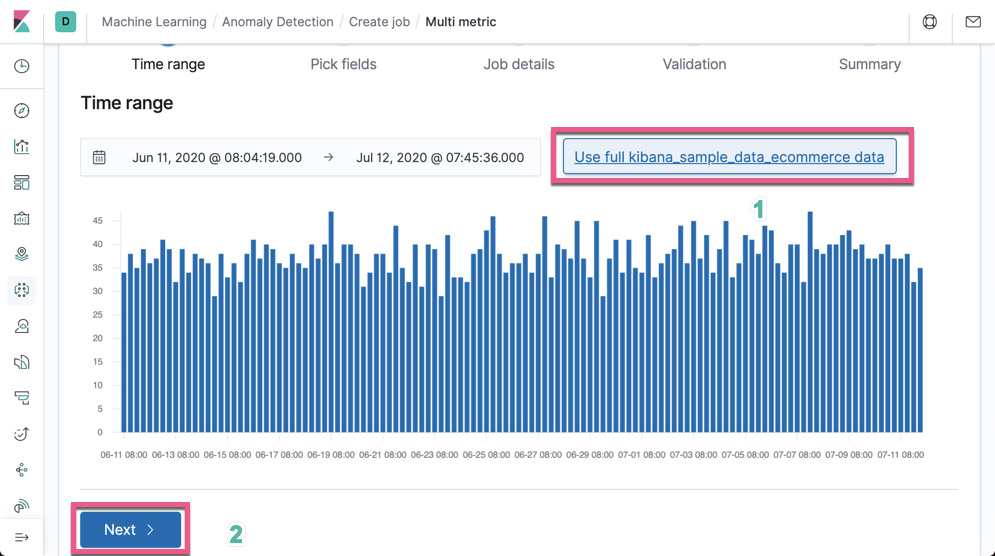 D Machine Learning / Anomaly Detection / Create job / Multi metric
Time range Pick fields Job details Validation Summary
Time range
Jun 11, 2020 @ 08:04:19.000 → Jul 12, 2020 @ 07:45:36.000 Use full kibana_sample_data_ecommerce data
1
45
40
35
30
25
20
15
10
5
0
06-11 08:00 06-13 08:00 06-15 08:00 06-17 08:00 06-19 08:00 06-21 08:00 06-23 08:00 06-25 08:00 06-27 08:00 06-29 08:00 07-01 08:00 07-03 08:00 07-05 08:00 07-07 08:00 07-09 08:00 07-11 08:00
Next >
2